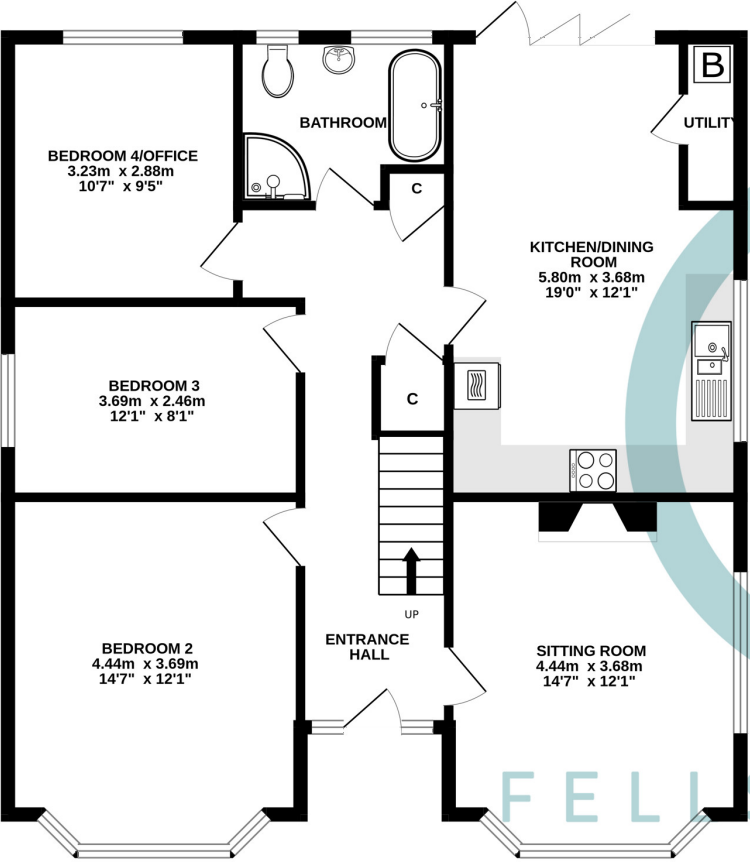 B
BATHROOM
UTILITY
BEDROOM 4/OFFICE
3.23m x 2.88m
10'7" x 9'5"
C
KITCHEN/DINING
ROOM
5.80m x 3.68m
19'0" x 12'1"
BEDROOM 3
3.69m x 2.46m
12'1" x 8'1"
C
UP
ENTRANCE
HALL
BEDROOM 2
4.44m x 3.69m
14'7" x 12'1"
SITTING ROOM
4.44m x 3.68m
14'7" x 12'1"
FELL